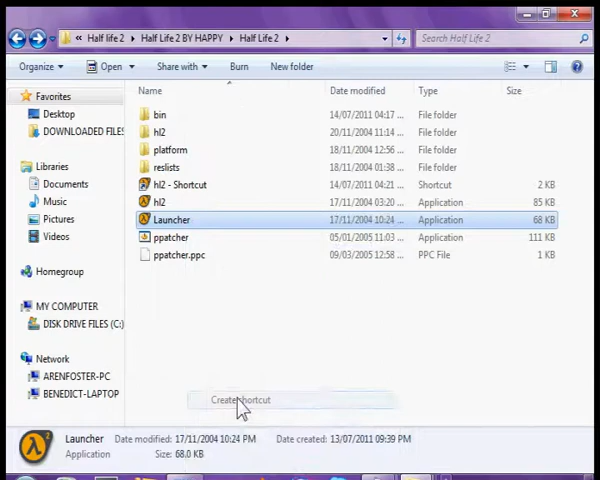 « Half life 2 ▸ Half Life 2 BY HAPPY ▸ Half Life 2 ▸ Search Half Life 2
Organize Open Share with Burn New folder
Name Date modified Type Size
Favorites
Desktop
DOWNLOADED FILES
Libraries
Documents
Music
Pictures
Videos
Homegroup
MY COMPUTER
DISK DRIVE FILES (C:)
Network
ARENFOSTER-PC
BENEDICT-LAPTOP
bin 14/07/2011 04:17 ... File folder
hl2 20/11/2004 11:14 ... File folder
platform 18/11/2004 12:56 ... File folder
reslists 18/11/2004 01:38 ... File folder
hl2 - Shortcut 14/07/2011 04:21 ... Shortcut 2 KB
hl2 17/11/2004 03:20 ... Application 85 KB
Launcher 17/11/2004 10:24 ... Application 68 KB
ppatcher 05/01/2005 11:03 ... Application 111 KB
ppatcher.ppc 09/03/2005 12:58 ... PPC File 1 KB
Create shortcut
Launcher Date modified: 17/11/2004 10:24 PM Date created: 13/07/2011 09:39 PM
Application Size: 68.0 KB